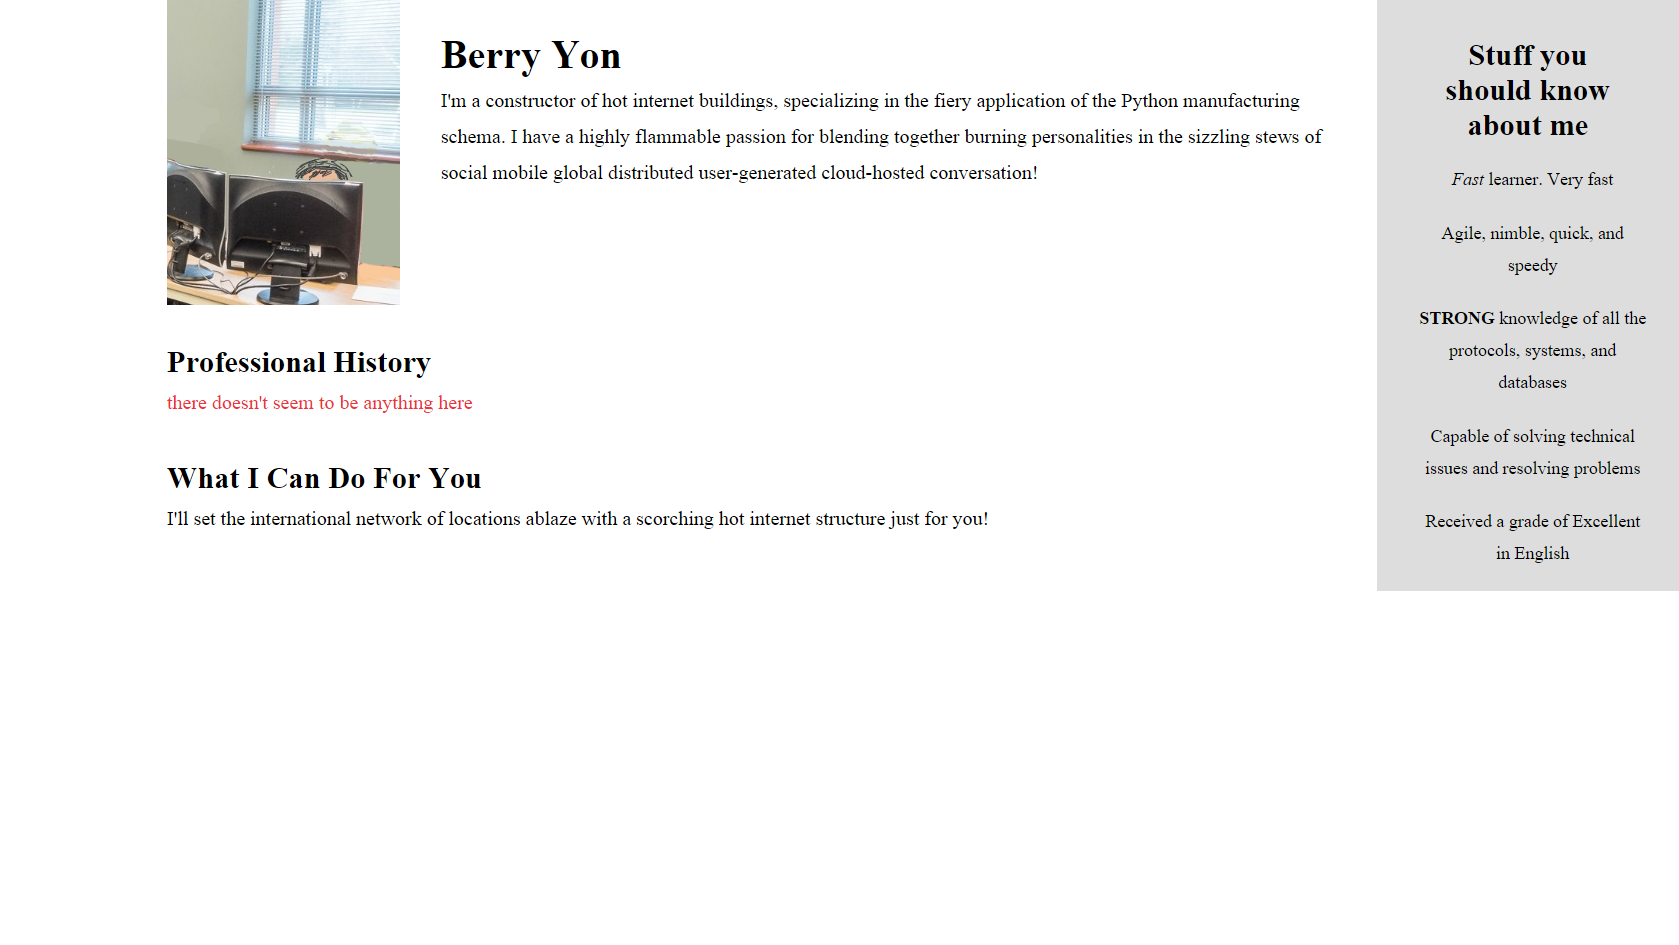 Berry Yon
I'm a constructor of hot internet buildings, specializing in the fiery application of the Python manufacturing
schema. I have a highly flammable passion for blending together burning personalities in the sizzling stews of
social mobile global distributed user-generated cloud-hosted conversation!
Professional History
there doesn't seem to be anything here
What I Can Do For You
I'll set the international network of locations ablaze with a scorching hot internet structure just for you!
Stuff you
should know
about me
Fast learner. Very fast
Agile, nimble, quick, and
speedy
STRONG knowledge of all the
protocols, systems, and
databases
Capable of solving technical
issues and resolving problems
Received a grade of Excellent
in English